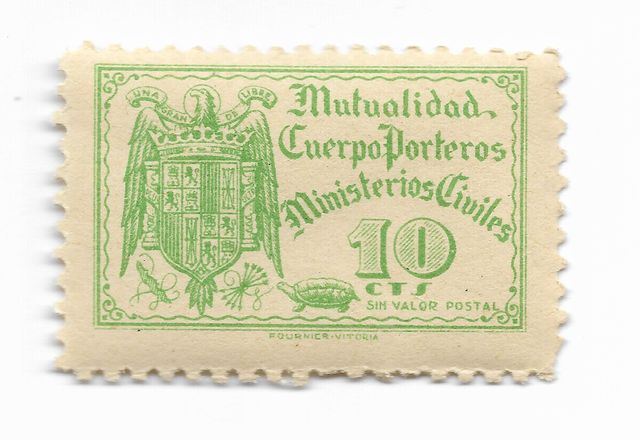 UNA GRANDE LIBRE
Mutualidad
Cuerpo Porteros
Ministerios Civiles
10
CTS
SIN VALOR POSTAL
FOURNIER-VITORIA